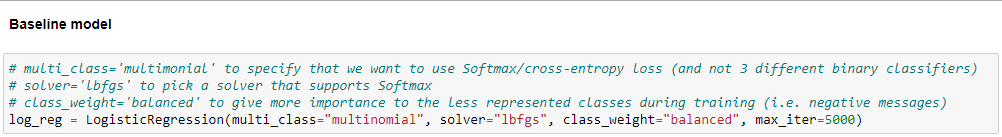 Baseline model
# multi_class='multimonial' to specify that we want to use Softmax/cross-entropy loss (and not 3 different binary classifiers)
# solver='lbfgs' to pick a solver that supports Softmax
# class_weight='balanced' to give more importance to the less represented classes during training (i.e. negative messages)
log_reg = LogisticRegression(multi_class="multinomial", solver="lbfgs", class_weight="balanced", max_iter=5000)